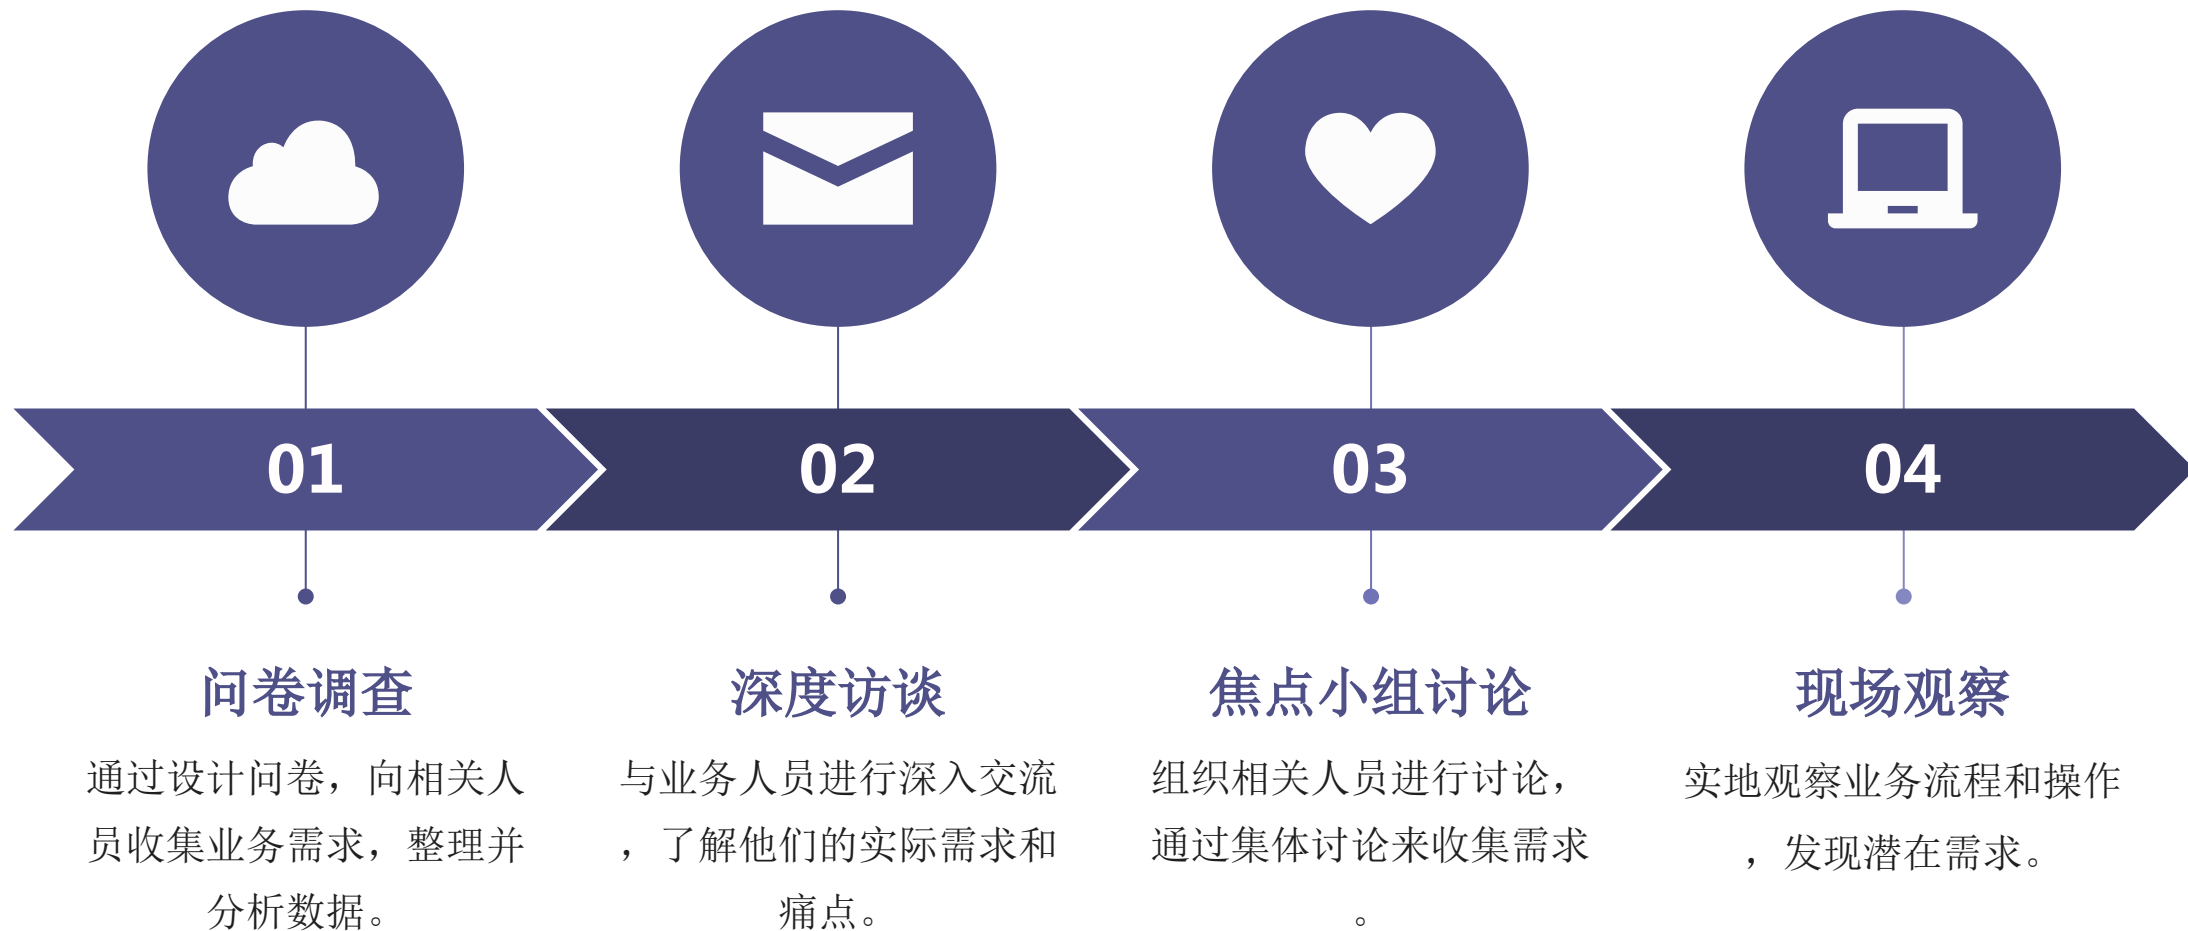 01
02
03
04
问卷调查
通过设计问卷，向相关人
员收集业务需求，整理并
分析数据。
深度访谈
与业务人员进行深入交流
，了解他们的实际需求和
痛点。
焦点小组讨论
组织相关人员进行讨论，
通过集体讨论来收集需求
。
现场观察
实地观察业务流程和操作
，发现潜在需求。